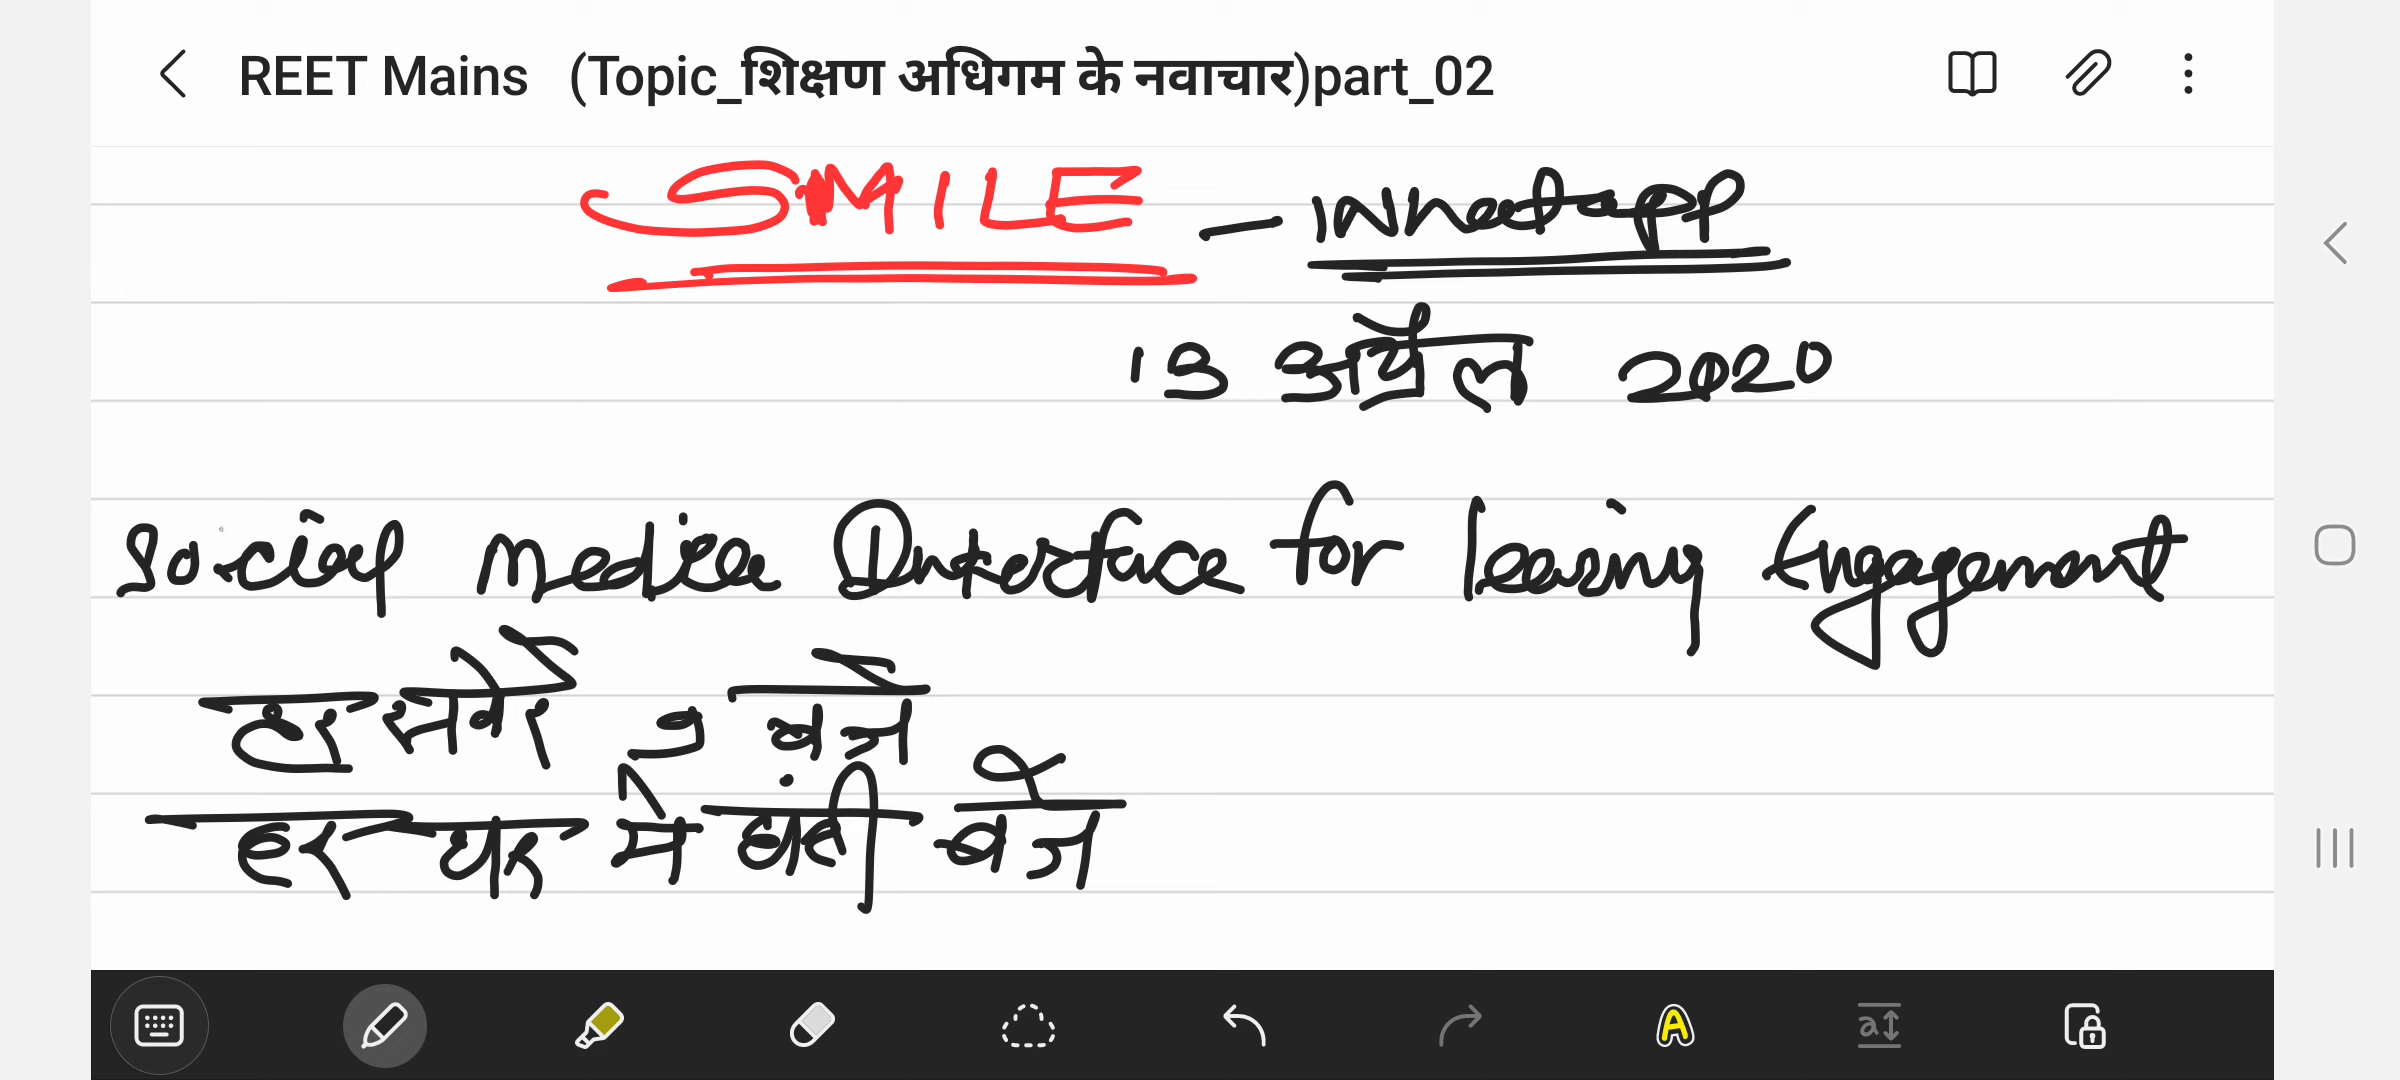 REET Mains (Topic_शिक्षण अधिगम के नवाचार)part_02
SMILE - Whatsapp
13 अप्रैल 2020
Social Media Interface for learning Engagement
हर सवेरे 9 बजे
हर घर में घंटी बजे